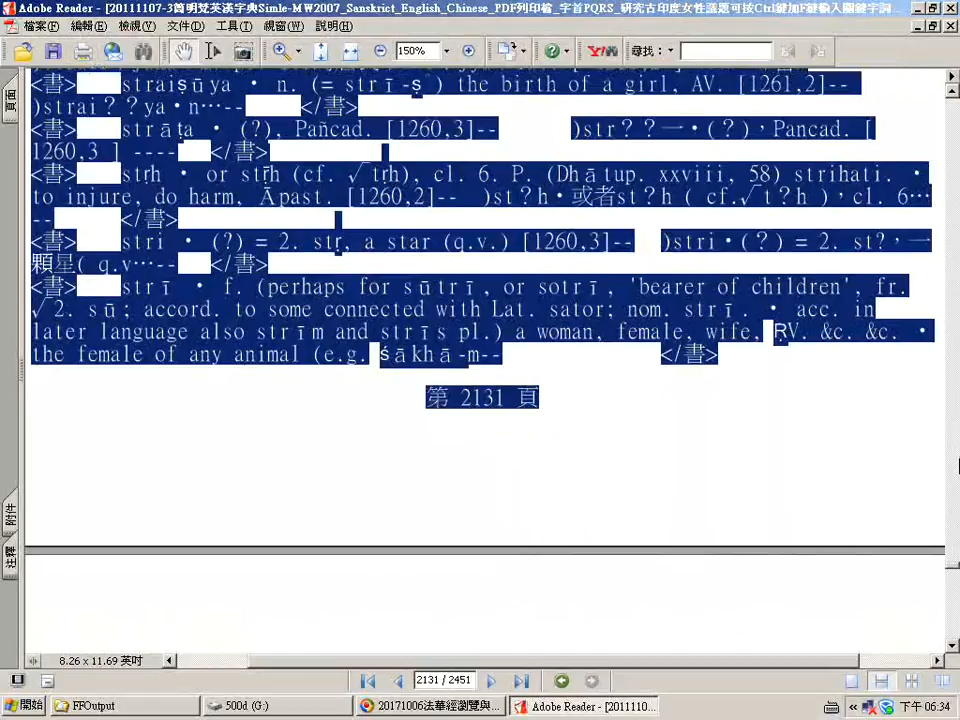 Adobe Reader - [20111107-3簡明梵英漢字典Simle-MW2007_Sanskrict_English_Chinese_PDF列印檔_字首PQRS_研究古印度女性議題可按Ctrl鍵加F鍵輸入關鍵字詞...
檔案(F) 編輯(E) 檢視(V) 文件(D) 工具(T) 視窗(W) 說明(H)
150% 尋找:
頁面
<書> straiṣūya · n. (= strī-ṣ ) the birth of a girl, AV. [1261,2]--
)strai??ya·n…-- </書>
<書> strāṭa · (?), Pañcad. [1260,3]-- )str??一·(?),Pancad. [
1260,3 ] ---- </書>
<書> stṛh · or stṝh (cf. √tṛh), cl. 6. P. (Dhātup. xxviii, 58) strihati. ·
to injure, do harm, Āpast. [1260,2]-- )st?h·或者st?h ( cf.√t?h ), cl. 6…
-- </書>
<書> stri · (?) = 2. stṛ, a star (q.v.) [1260,3]-- )stri·(?) = 2. st?,一
顆星( q.v…-- </書>
<書> strī · f. (perhaps for sūtrī, or sotrī, 'bearer of children', fr.
√2. sū; accord. to some connected with Lat. sator; nom. strī. · acc. in
later language also strīm and strīs pl.) a woman, female, wife, ṚV. &c. &c. ·
the female of any animal (e.g. śākhā-m-- </書>
第 2131 頁
附件
注釋
8.26 x 11.69 英吋
2131 / 2451
開始 FFOutput 500d (G:) 20171006法華經瀏覽與... Adobe Reader - [2011110... 下午 06:34